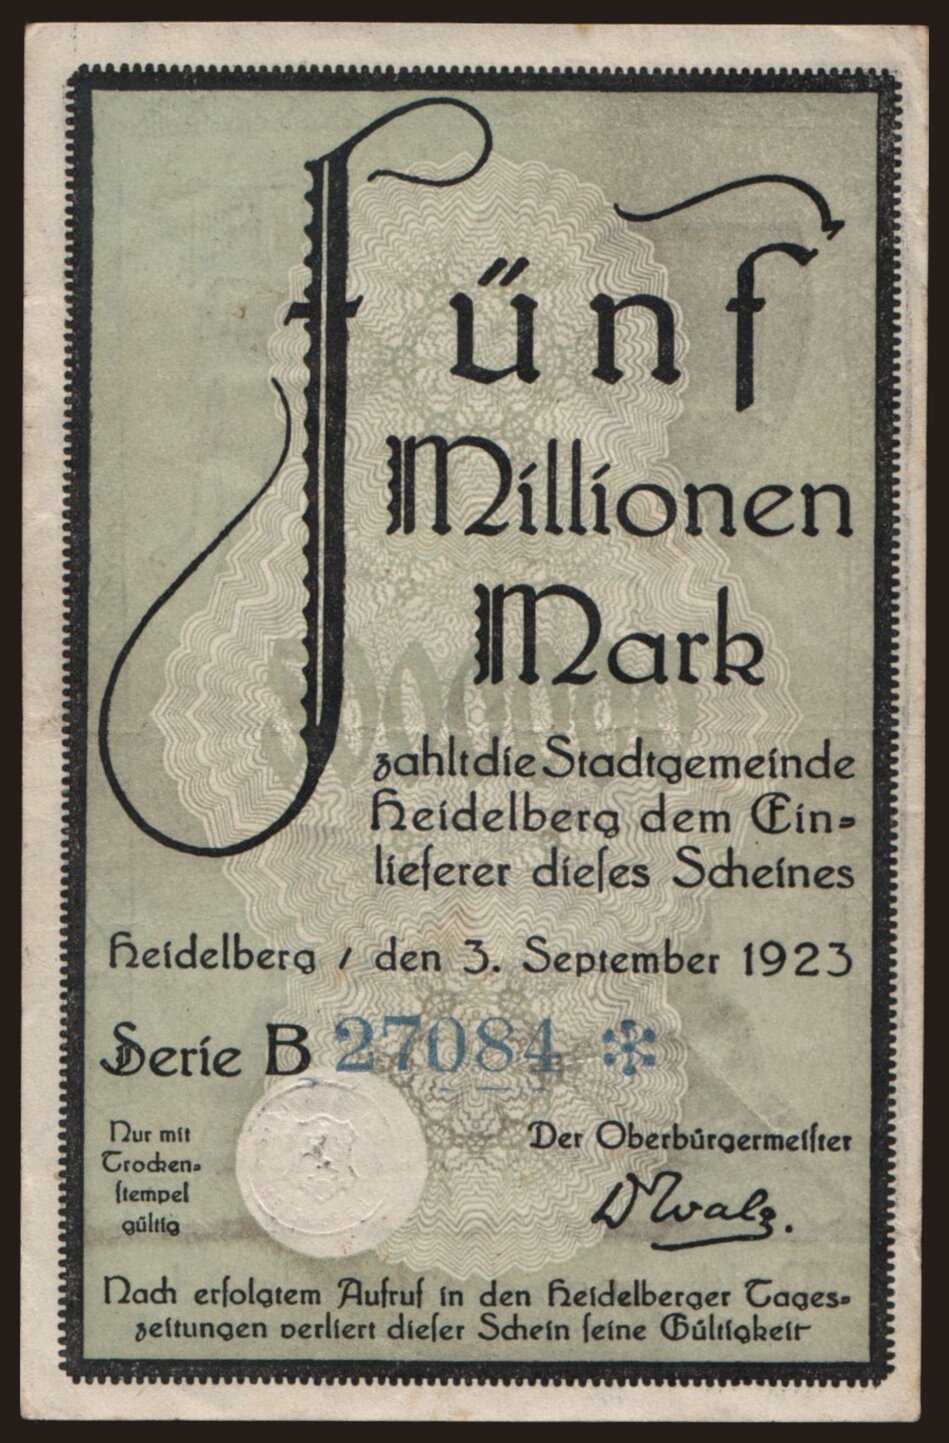 Fünf
Millionen
Mark
zahlt die Stadtgemeinde
Heidelberg dem Ein-
lieferer dieſes Scheines
Heidelberg / den 3. September 1923
Serie B 27084 *
Nur mit
Trocken-
ſtempel
gültig
Der Oberbürgermeiſter
D Walz.
Nach erfolgtem Aufruf in den Heidelberger Tages-
zeitungen verliert dieſer Schein ſeine Gültigkeit